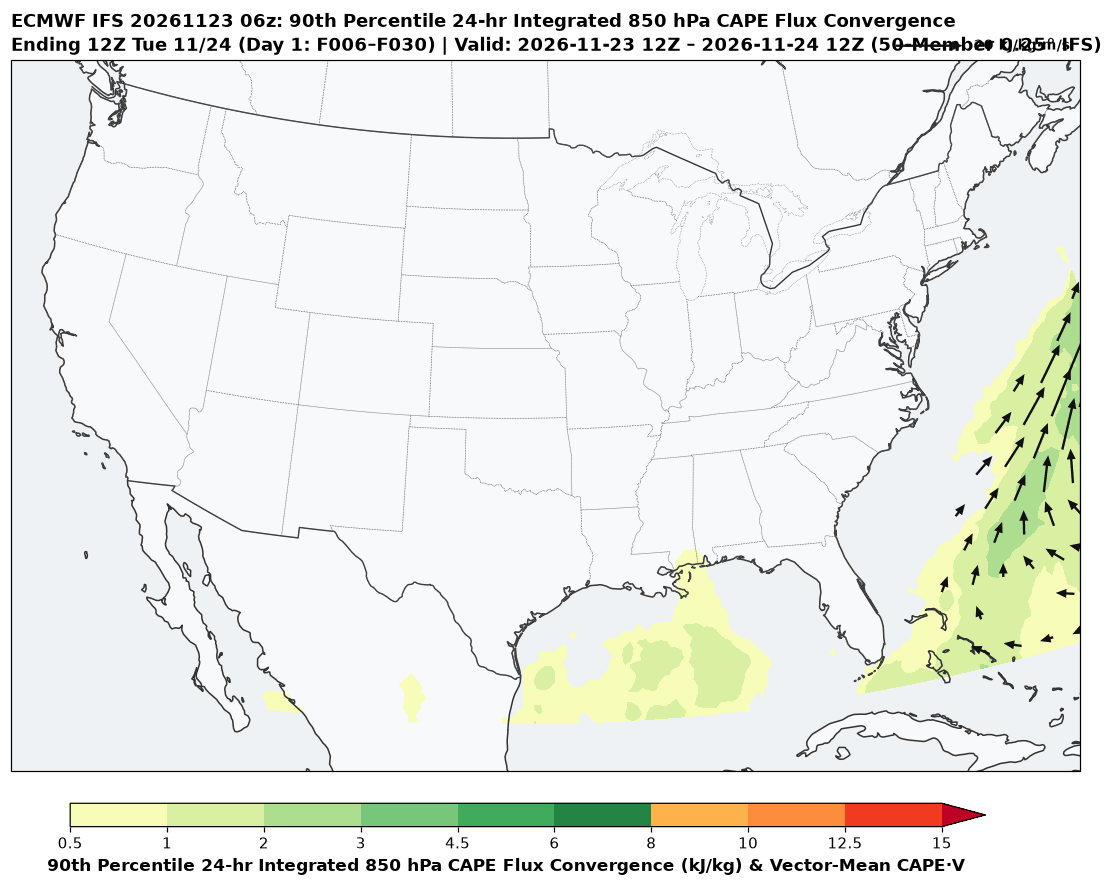 ECMWF IFS 20261123 06z: 90th Percentile 24-hr Integrated 850 hPa CAPE Flux Convergence
Ending 12Z Tue 11/24 (Day 1: F006–F030) | Valid: 2026-11-23 12Z – 2026-11-24 12Z (50-Member 0.25° IFS)
0.5 1 2 3 4.5 6 8 10 12.5 15
90th Percentile 24-hr Integrated 850 hPa CAPE Flux Convergence (kJ/kg) & Vector-Mean CAPE·V